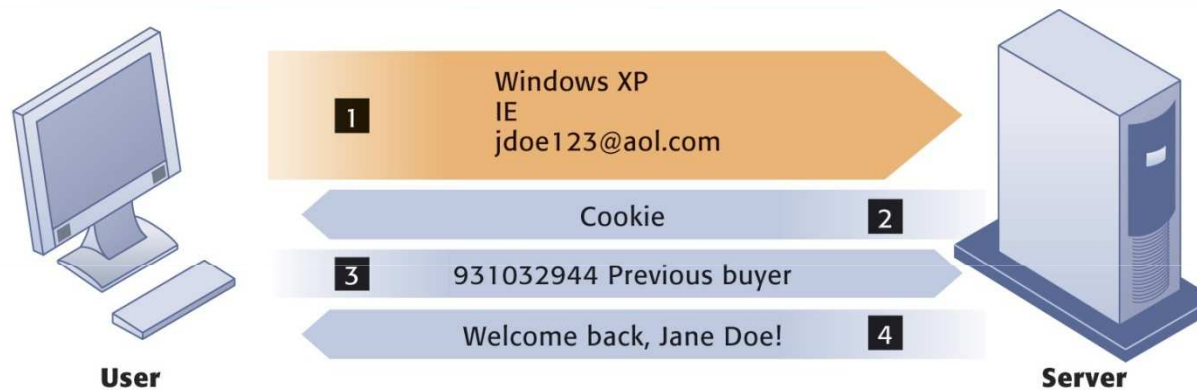 1
Windows XP
IE
jdoe123@aol.com
Cookie 2
3 931032944 Previous buyer
Welcome back, Jane Doe! 4
User
Server